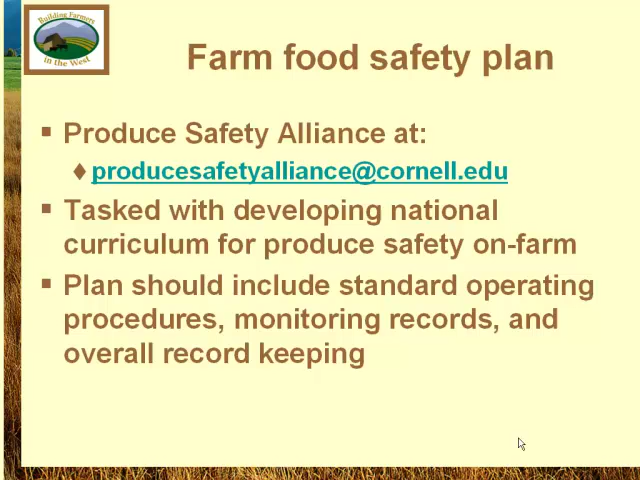 Building Farmers
in the West
Farm food safety plan
Produce Safety Alliance at:
producesafetyalliance@cornell.edu
Tasked with developing national
curriculum for produce safety on-farm
Plan should include standard operating
procedures, monitoring records, and
overall record keeping